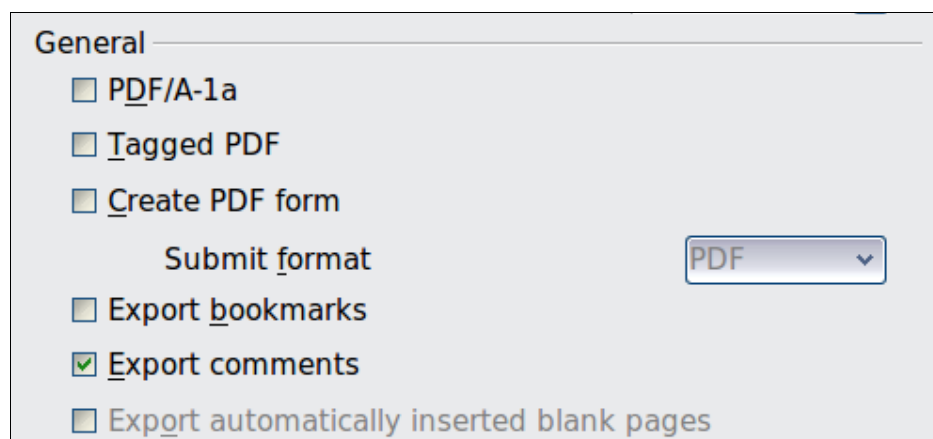 General
PDF/A-1a
Tagged PDF
Create PDF form
Submit format PDF
Export bookmarks
Export comments
Export automatically inserted blank pages